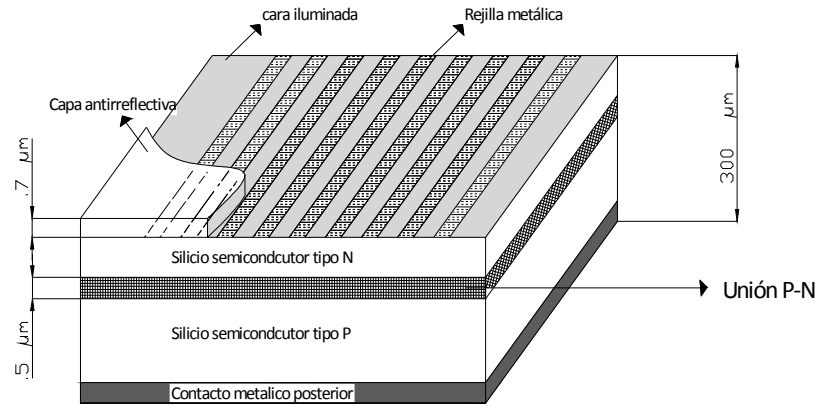 cara iluminada
Rejilla metálica
Capa antirreflectiva
.7 µm
300 µm
Silicio semicondcutor tipo N
Unión P-N
Silicio semicondcutor tipo P
.5 µm
Contacto metalico posterior